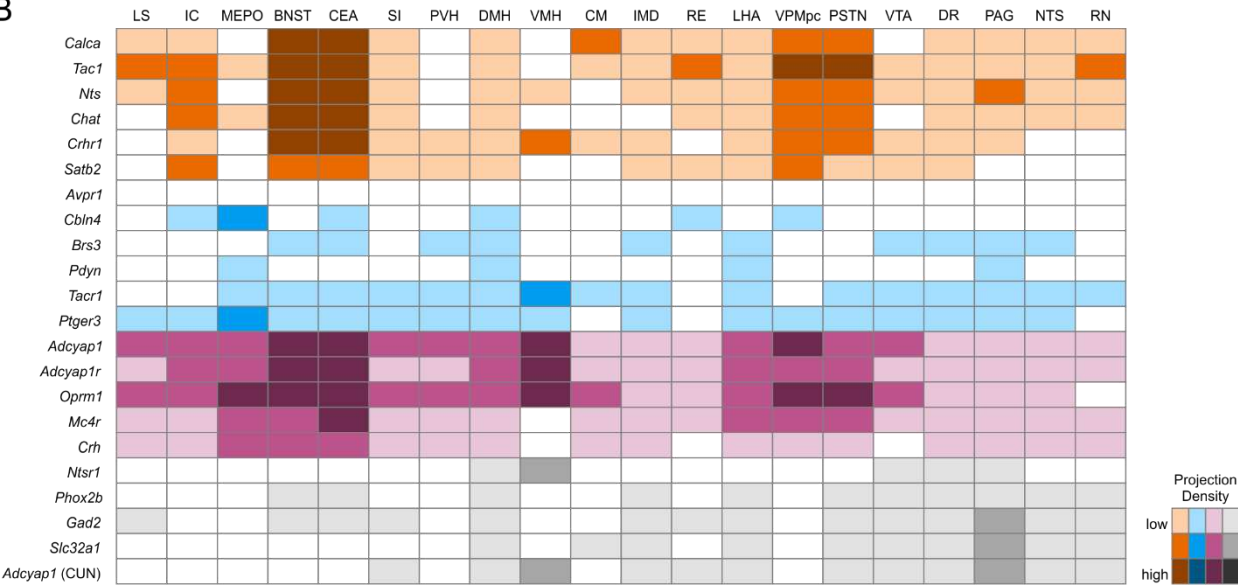 B
LS IC MEPO BNST CEA SI PVH DMH VMH CM IMD RE LHA VPMpc PSTN VTA DR PAG NTS RN
Calca
Tac1
Nts
Chat
Crhr1
Satb2
Avpr1
Cbln4
Brs3
Pdyn
Tacr1
Ptger3
Adcyap1
Adcyap1r
Oprm1
Mc4r
Crh
Ntsr1
Phox2b
Gad2
Slc32a1
Adcyap1 (CUN)
Projection
Density
low
high